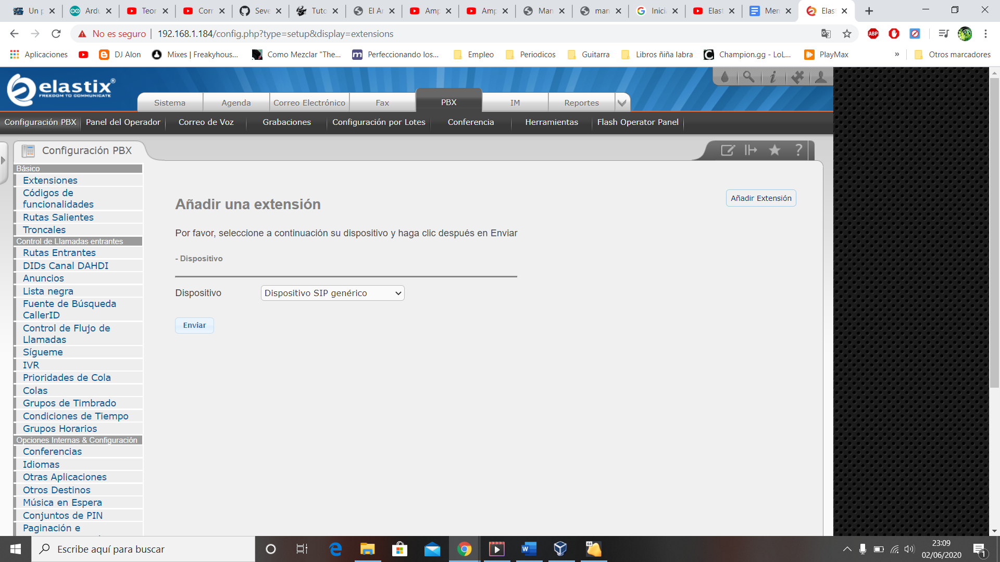 Un p
Ardu
Teor
Corr
Seve
Tuto
El Ar
Amp
Amp
Man
man
Inici
Elast
Men
Elast
No es seguro
192.168.1.184/config.php?type=setup&display=extensions
Aplicaciones
DJ Alon
Mixes | Freakyhous...
Como Mezclar "The...
Perfeccionando los...
Empleo
Periodicos
Guitarra
Libros ñiña labra
Champion.gg - LoL...
PlayMax
»
Otros marcadores
elastix®
FREEDOM TO COMMUNICATE
Sistema
Agenda
Correo Electrónico
Fax
PBX
IM
Reportes
Configuración PBX
Panel del Operador
Correo de Voz
Grabaciones
Configuración por Lotes
Conferencia
Herramientas
Flash Operator Panel
Configuración PBX
Básico
Extensiones
Códigos de
funcionalidades
Rutas Salientes
Troncales
Control de Llamadas entrantes
Rutas Entrantes
DIDs Canal DAHDI
Anuncios
Lista negra
Fuente de Búsqueda
CallerID
Control de Flujo de
Llamadas
Sígueme
IVR
Prioridades de Cola
Colas
Grupos de Timbrado
Condiciones de Tiempo
Grupos Horarios
Opciones Internas & Configuración
Conferencias
Idiomas
Otras Aplicaciones
Otros Destinos
Música en Espera
Conjuntos de PIN
Paginación e
Añadir una extensión
Añadir Extensión
Por favor, seleccione a continuación su dispositivo y haga clic después en Enviar
- Dispositivo
Dispositivo
Dispositivo SIP genérico
Enviar
Escribe aquí para buscar
23:09
02/06/2020
1